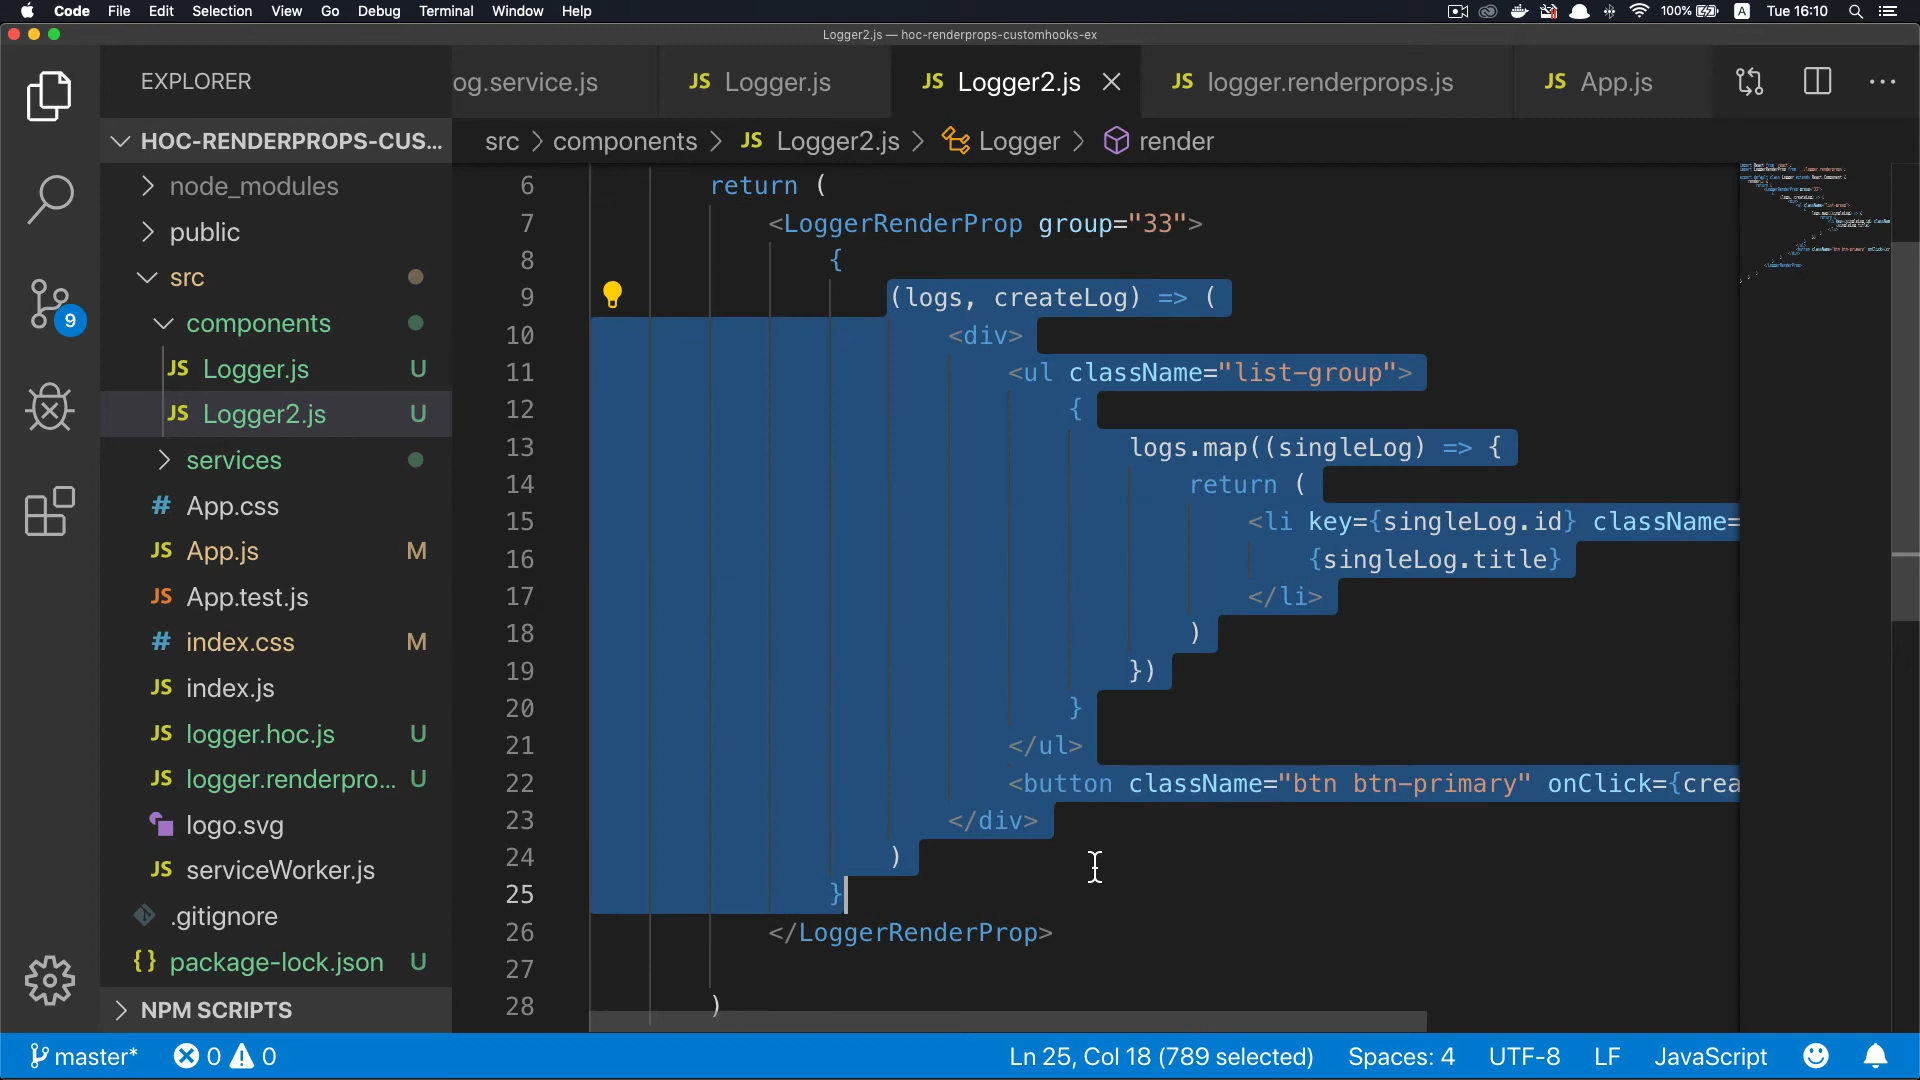 Code File Edit Selection View Go Debug Terminal Window Help 100% A Tue 16:10
Logger2.js — hoc-renderprops-customhooks-ex
EXPLORER
og.service.js JS Logger.js JS Logger2.js JS logger.renderprops.js JS App.js
HOC-RENDERPROPS-CUS...
src > components > JS Logger2.js > Logger > render
node_modules
public
src
components
JS Logger.js U
JS Logger2.js U
services
# App.css
JS App.js M
JS App.test.js
# index.css M
JS index.js
JS logger.hoc.js U
JS logger.renderpro... U
logo.svg
JS serviceWorker.js
.gitignore
{} package-lock.json U
NPM SCRIPTS
9
6 return (
7 <LoggerRenderProp group="33">
8 {
9 (logs, createLog) => (
10 <div>
11 <ul className="list-group">
12 {
13 logs.map((singleLog) => {
14 return (
15 <li key={singleLog.id} className=
16 {singleLog.title}
17 </li>
18 )
19 })
20 }
21 </ul>
22 <button className="btn btn-primary" onClick={crea
23 </div>
24 )
25 }
26 </LoggerRenderProp>
27
28 )
master* 0 0 Ln 25, Col 18 (789 selected) Spaces: 4 UTF-8 LF JavaScript